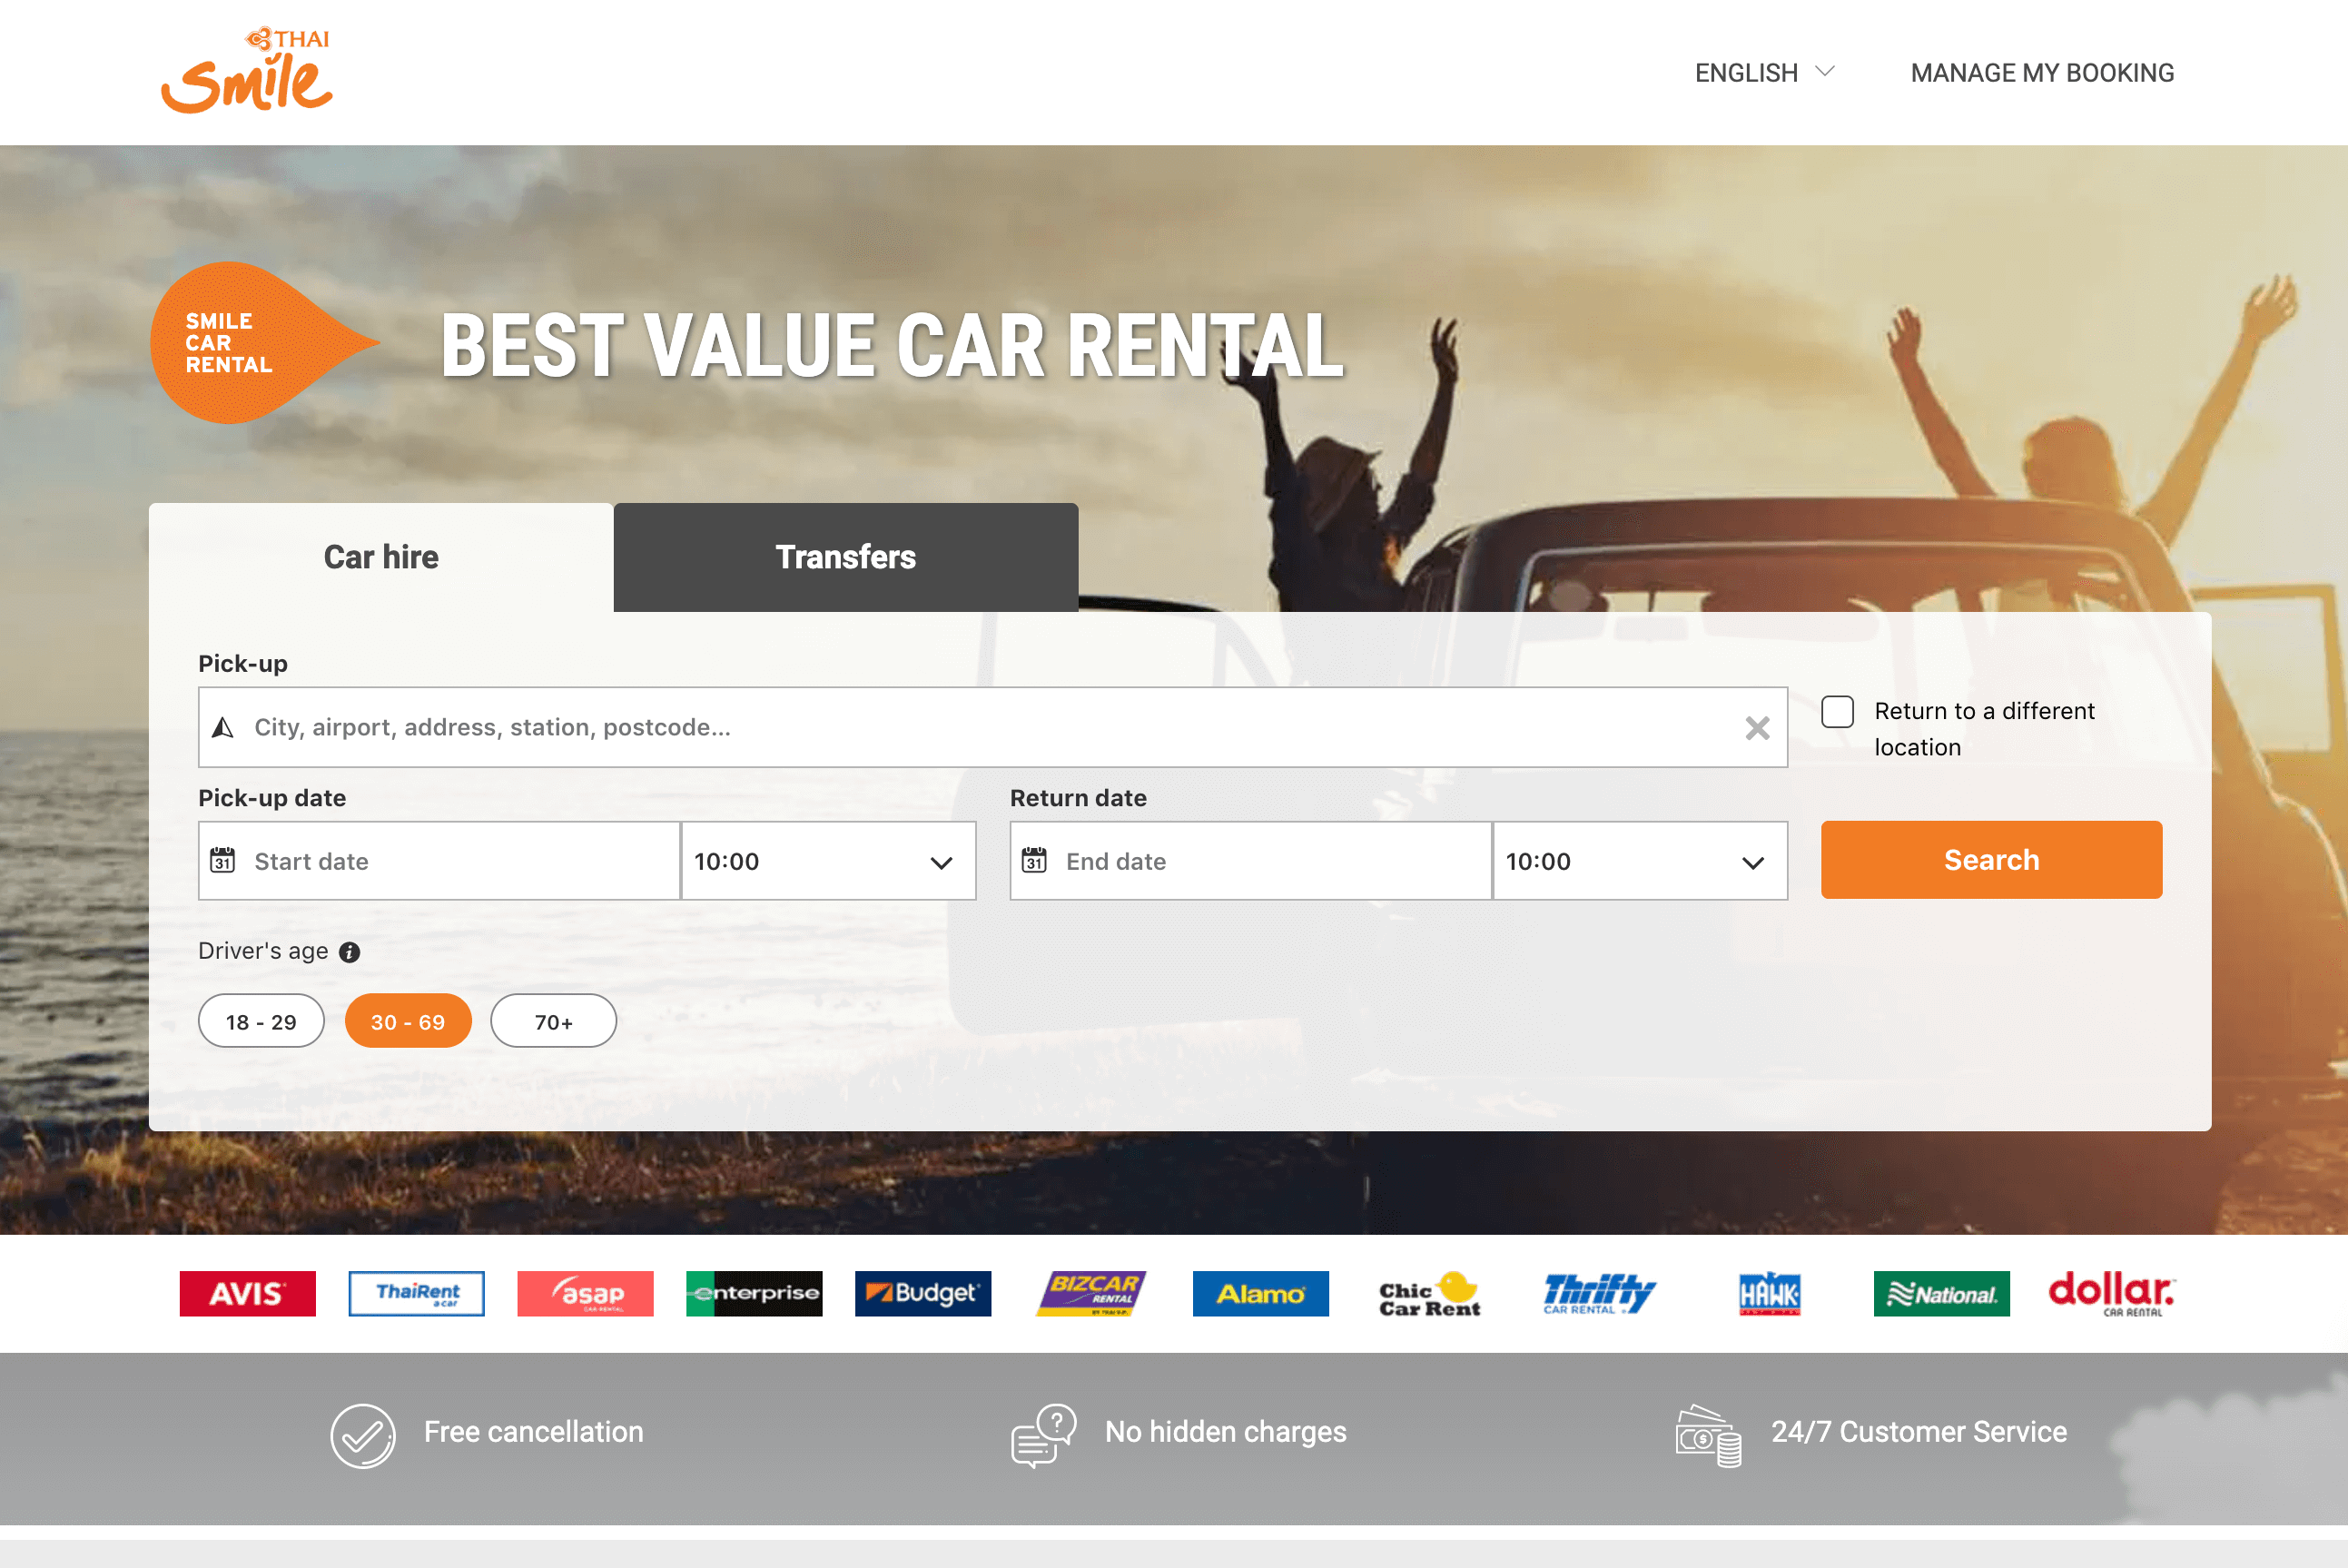 THAI
Smile
ENGLISH
MANAGE MY BOOKING
SMILE
CAR
RENTAL
BEST VALUE CAR RENTAL
Car hire
Transfers
Pick-up
City, airport, address, station, postcode...
Return to a different
location
Pick-up date
Return date
31 Start date
10:00
31 End date
10:00
Search
Driver's age i
18 - 29
30 - 69
70+
AVIS
ThaiRent
a car
asap
CAR RENTAL
enterprise
Budget
BIZCAR
RENTAL
BY THAI V.P.
Alamo
Chic
Car Rent
Thrifty
CAR RENTAL
HAWK
National.
dollar.
CAR RENTAL
Free cancellation
? No hidden charges
$ 24/7 Customer Service